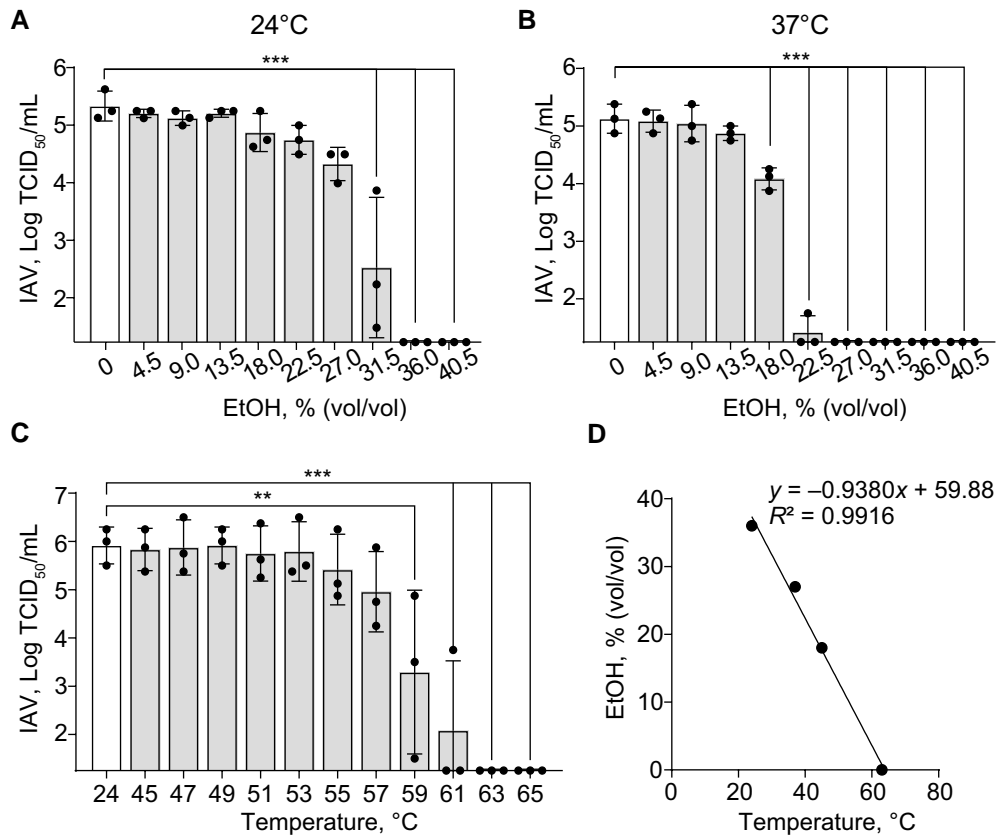 A
24°C
***
6
5
4
3
2
IAV, Log TCID50/mL
0 4.5 9.0 13.5 18.0 22.5 27.0 31.5 36.0 40.5
EtOH, % (vol/vol)
B
37°C
***
6
5
4
3
2
IAV, Log TCID50/mL
0 4.5 9.0 13.5 18.0 22.5 27.0 31.5 36.0 40.5
EtOH, % (vol/vol)
C
***
**
7
6
5
4
3
2
IAV, Log TCID50/mL
24 45 47 49 51 53 55 57 59 61 63 65
Temperature, °C
D
y = –0.9380x + 59.88
R² = 0.9916
40
30
20
10
0
EtOH, % (vol/vol)
0 20 40 60 80
Temperature, °C